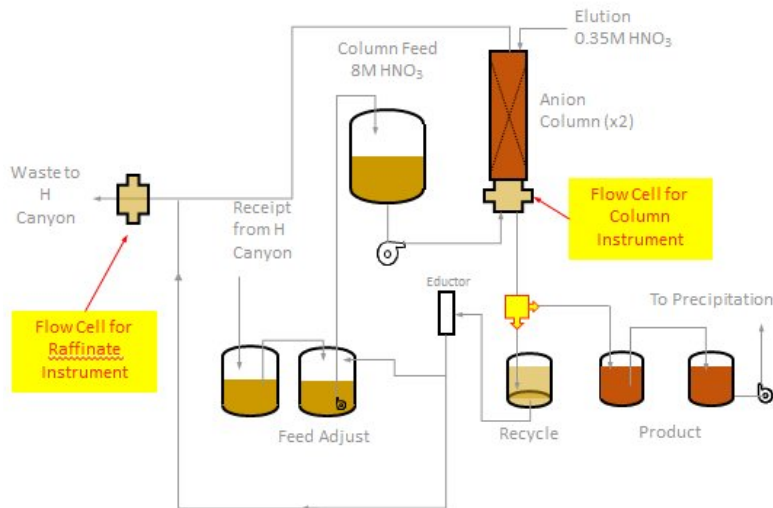 Elution
0.35M HNO₃
Column Feed
8M HNO₃
Anion
Column (x2)
Waste to
H
Canyon
Flow Cell for
Column
Instrument
Receipt
from H
Canyon
Eductor
To Precipitation
Flow Cell for
Raffinate
Instrument
Feed Adjust
Recycle
Product